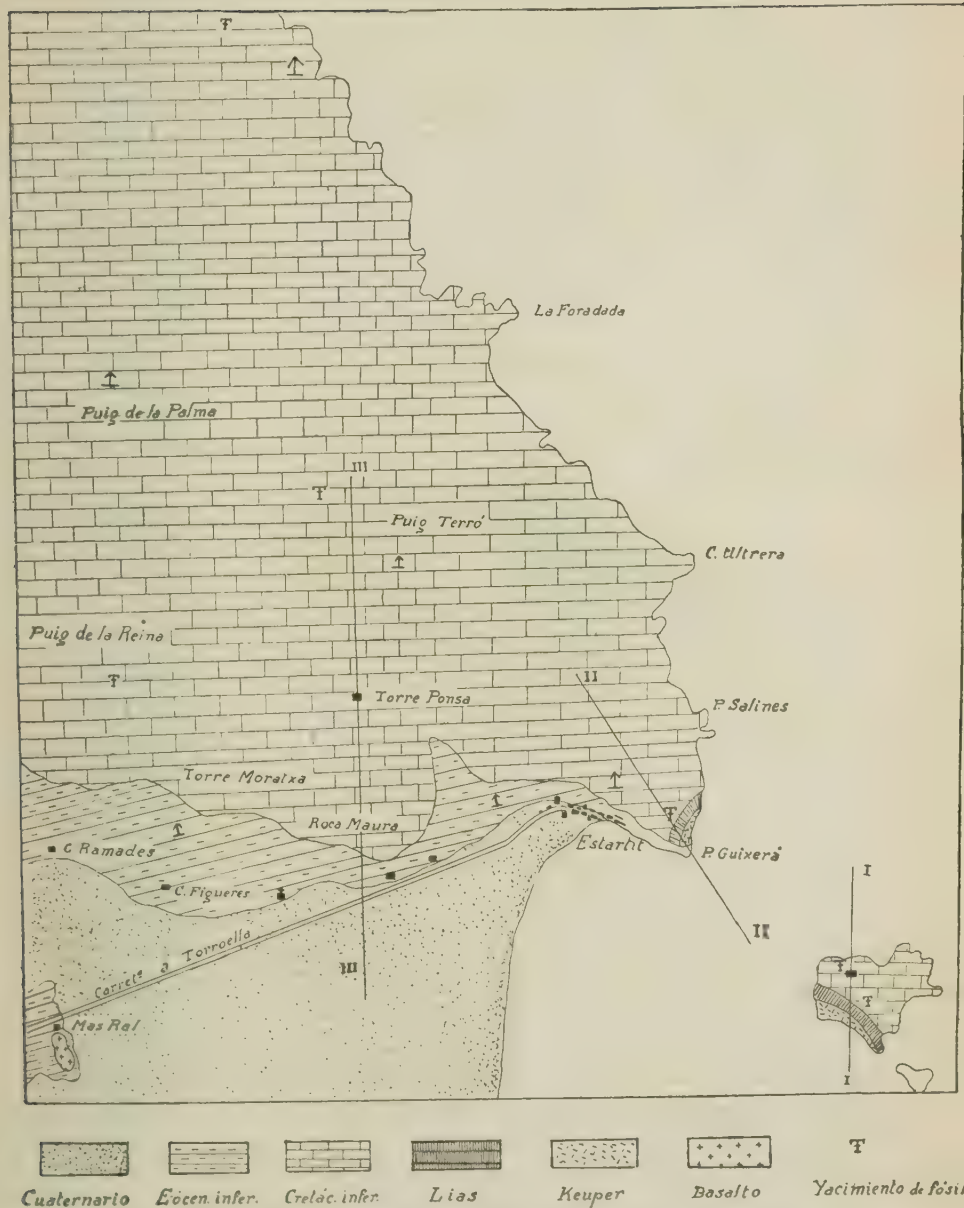 Ŧ
La Foradada
Puig de la Palma
III
Ŧ
Puig Terró
C. Ultrera
Puig de la Reina
Ŧ
II
Torre Ponsa
P. Salines
Torre Moratxa
Roca Maura
Ŧ
Estartit
C. Ramades
P. Guixerá
C. Figueres
I
II
Carretª a Torroella
III
Ŧ
Ŧ
Mas Ral
I
Cuaternario Eócen. infer. Cretác. infer. Lias Keuper Basalto Ŧ Yacimiento de fósil